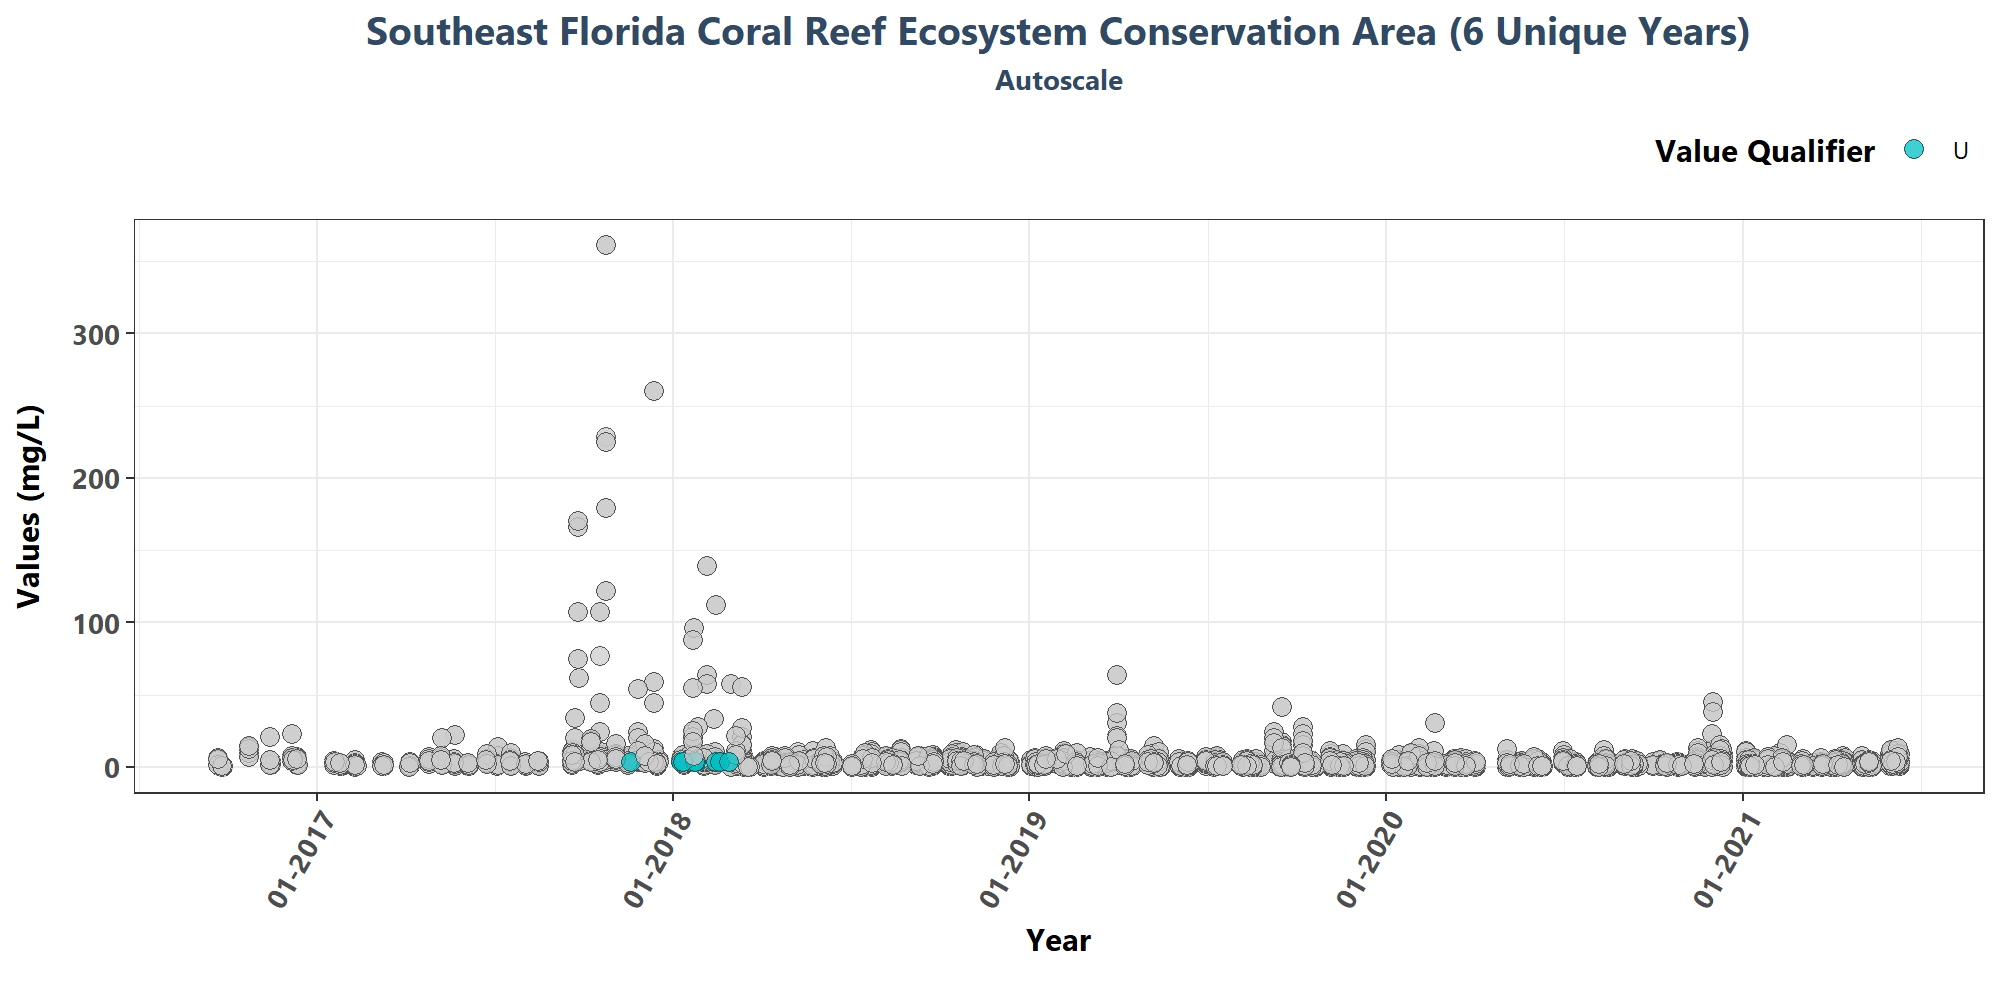 Southeast Florida Coral Reef Ecosystem Conservation Area (6 Unique Years)
Autoscale
Value Qualifier U
Values (mg/L)
300
200
100
0
01-2017
01-2018
01-2019
01-2020
01-2021
Year